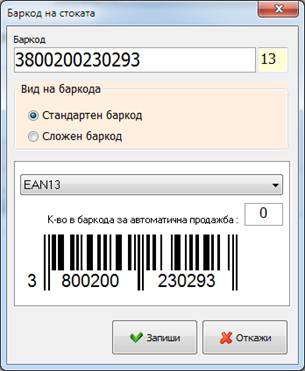 Баркод на стоката
Баркод
3800200230293 13
Вид на баркода
Стандартен баркод
Сложен баркод
EAN13
К-во в баркода за автоматична продажба : 0
3 800200 230293
Запиши Откажи